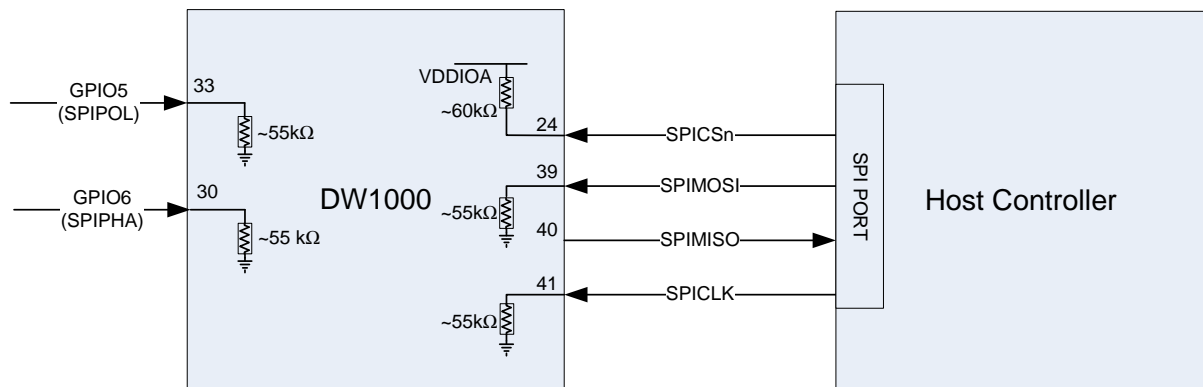 GPIO5
(SPIPOL)
33
~55kΩ
GPIO6
(SPIPHA)
30
~55 kΩ
DW1000
VDDIOA
~60kΩ
24
39
~55kΩ
40
41
~55kΩ
SPICSn
SPIMOSI
SPIMISO
SPICLK
SPI PORT
Host Controller